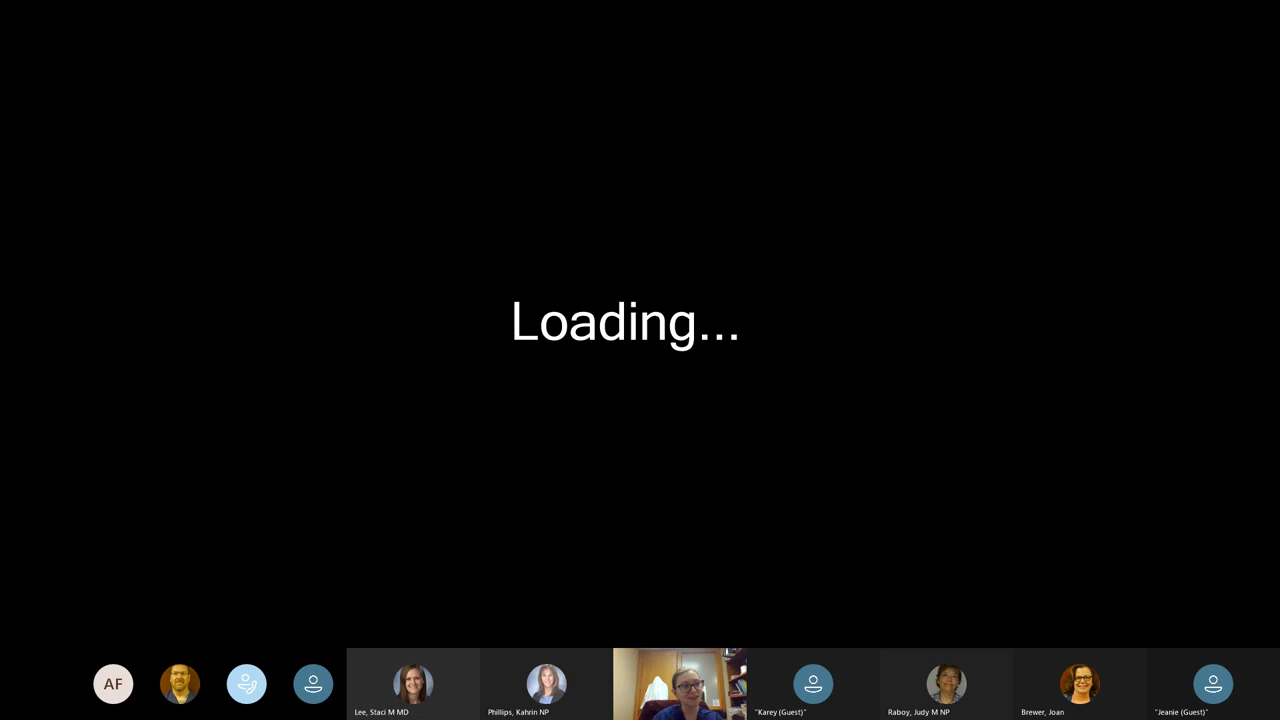 Loading...
AF
Lee, Staci M MD
Phillips, Kahrin NP
"Karey (Guest)"
Raboy, Judy M NP
Brewer, Joan
"Jeanie (Guest)"